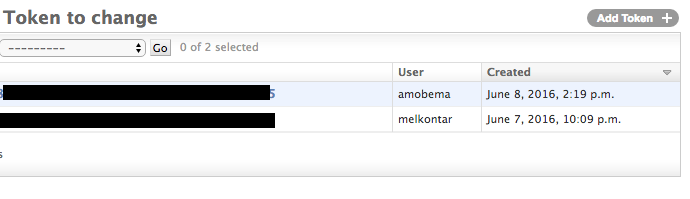 Token to change
Add Token +
--------- Go 0 of 2 selected
User Created
5 amobema June 8, 2016, 2:19 p.m.
melkontar June 7, 2016, 10:09 p.m.
s